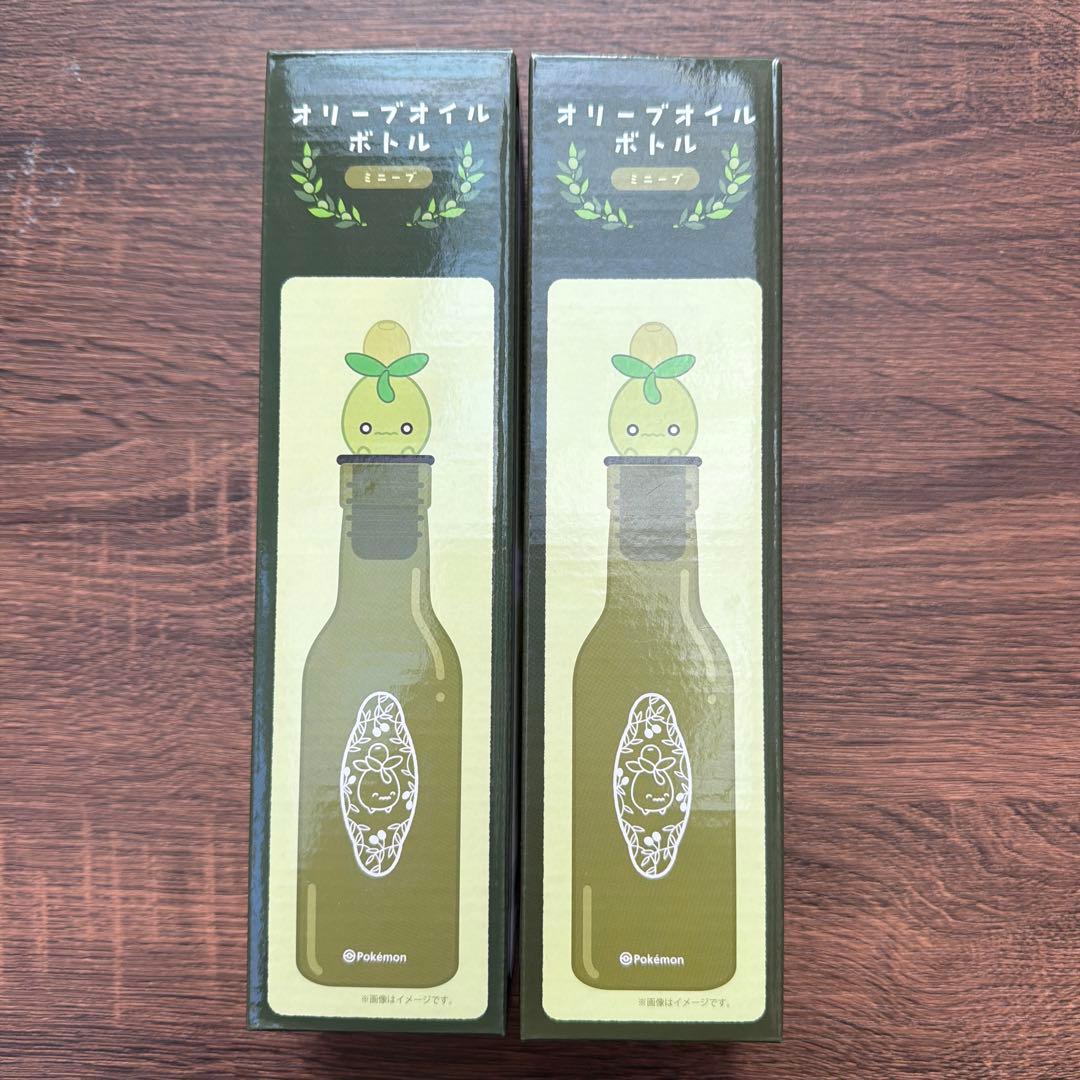 オリーブオイル
ボトル
ミニーブ
Pokémon
※画像はイメージです。
オリーブオイル
ボトル
ミニーブ
Pokémon
※画像はイメージです。